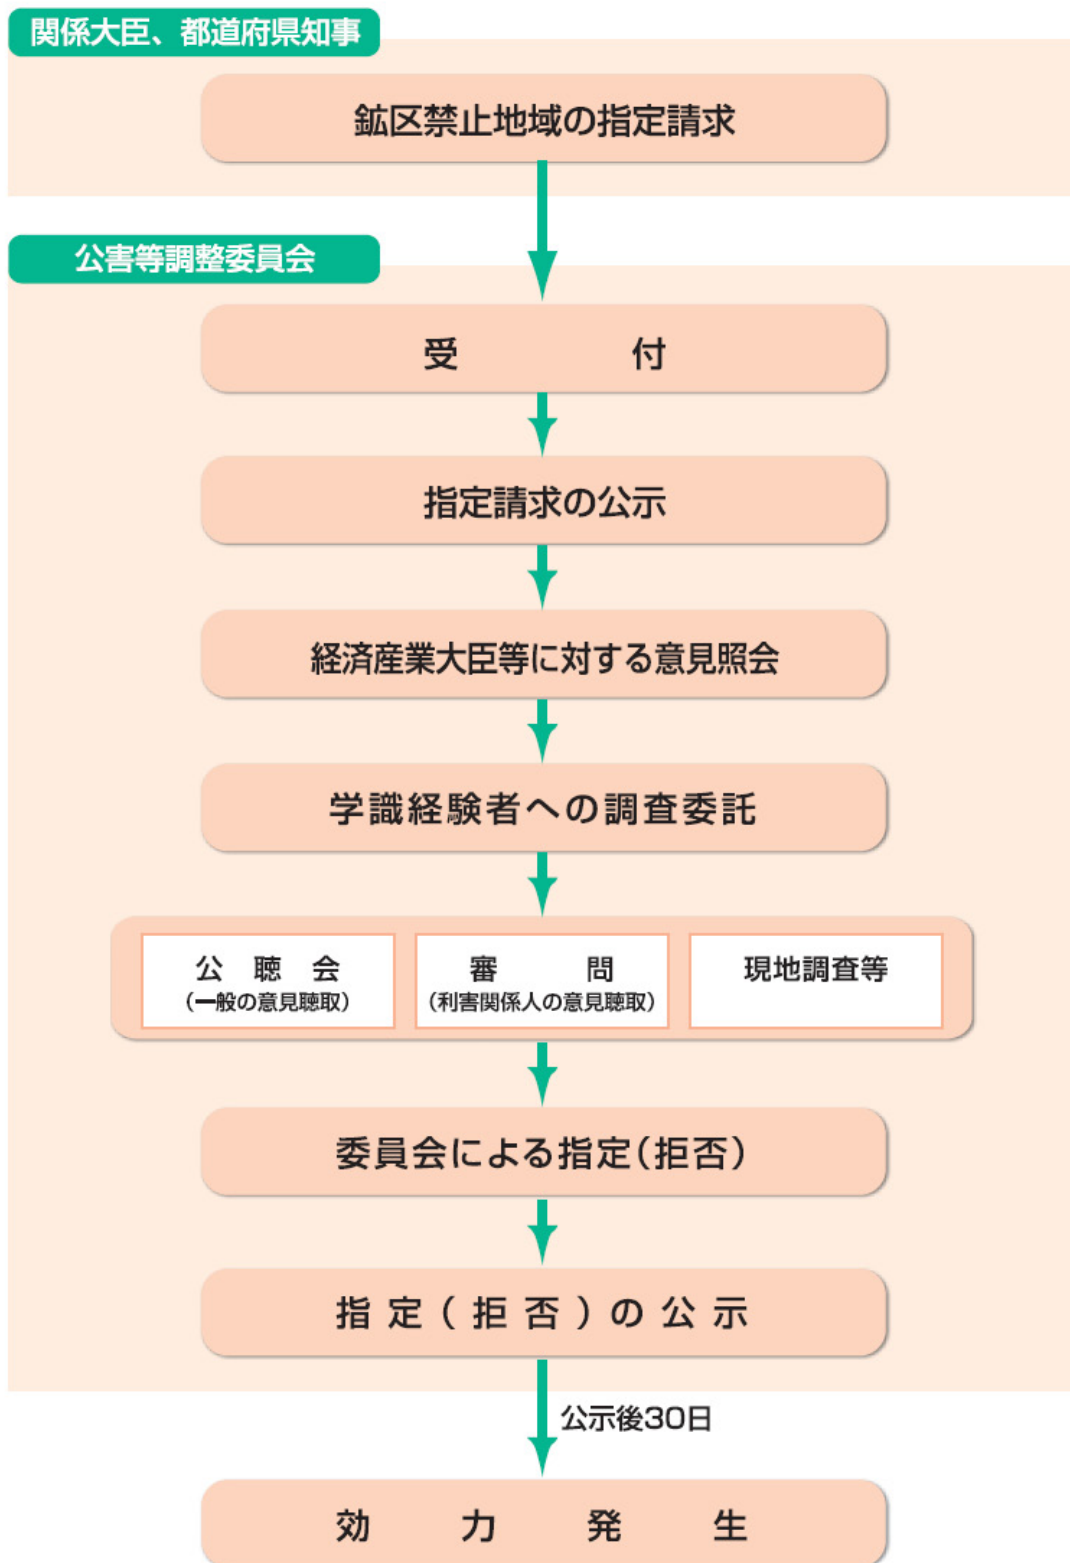 関係大臣、都道府県知事
鉱区禁止地域の指定請求
公害等調整委員会
受付
指定請求の公示
経済産業大臣等に対する意見照会
学識経験者への調査委託
公聴会
(一般の意見聴取)
審問
(利害関係人の意見聴取)
現地調査等
委員会による指定(拒否)
指定(拒否)の公示
公示後30日
効力発生